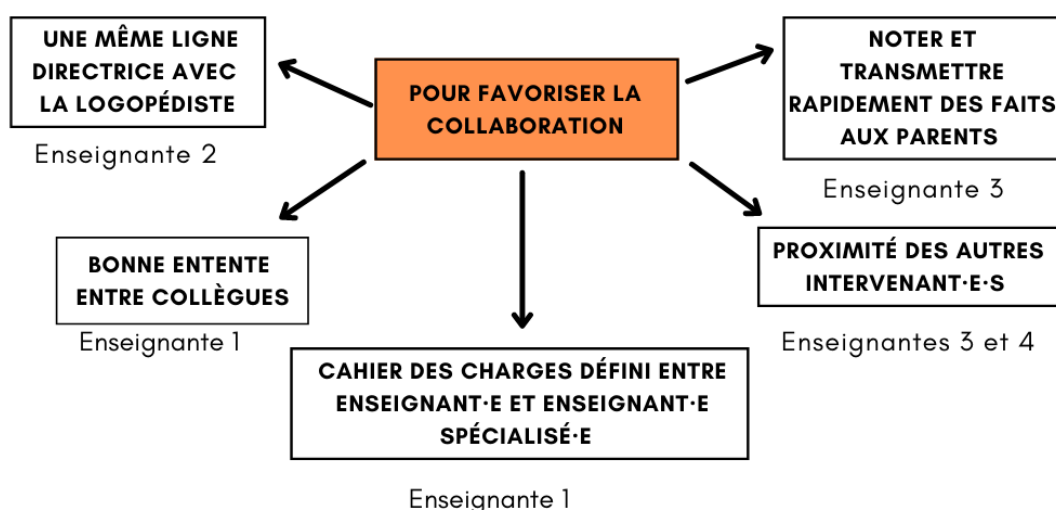 POUR FAVORISER LA
COLLABORATION
UNE MÊME LIGNE
DIRECTRICE AVEC
LA LOGOPÉDISTE
Enseignante 2
NOTER ET
TRANSMETTRE
RAPIDEMENT DES FAITS
AUX PARENTS
Enseignante 3
BONNE ENTENTE
ENTRE COLLÈGUES
Enseignante 1
PROXIMITÉ DES AUTRES
INTERVENANT·E·S
Enseignantes 3 et 4
CAHIER DES CHARGES DÉFINI ENTRE
ENSEIGNANT·E ET ENSEIGNANT·E
SPÉCIALISÉ·E
Enseignante 1